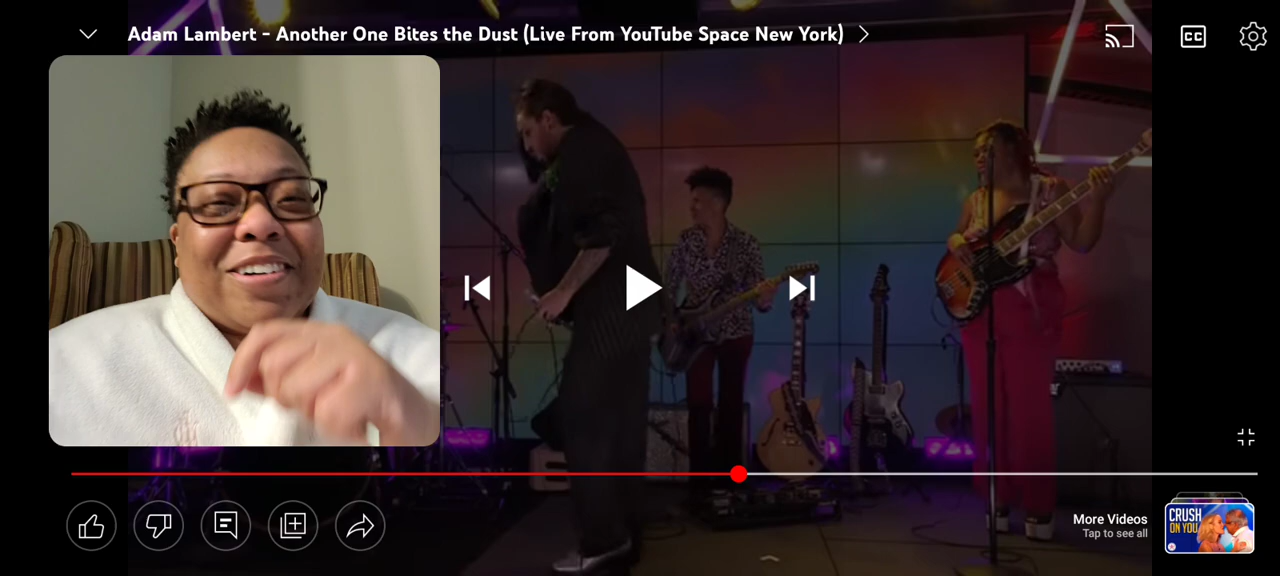 Adam Lambert - Another One Bites the Dust (Live From YouTube Space New York)
CC
More Videos
Tap to see all
CRUSH
ON YOU